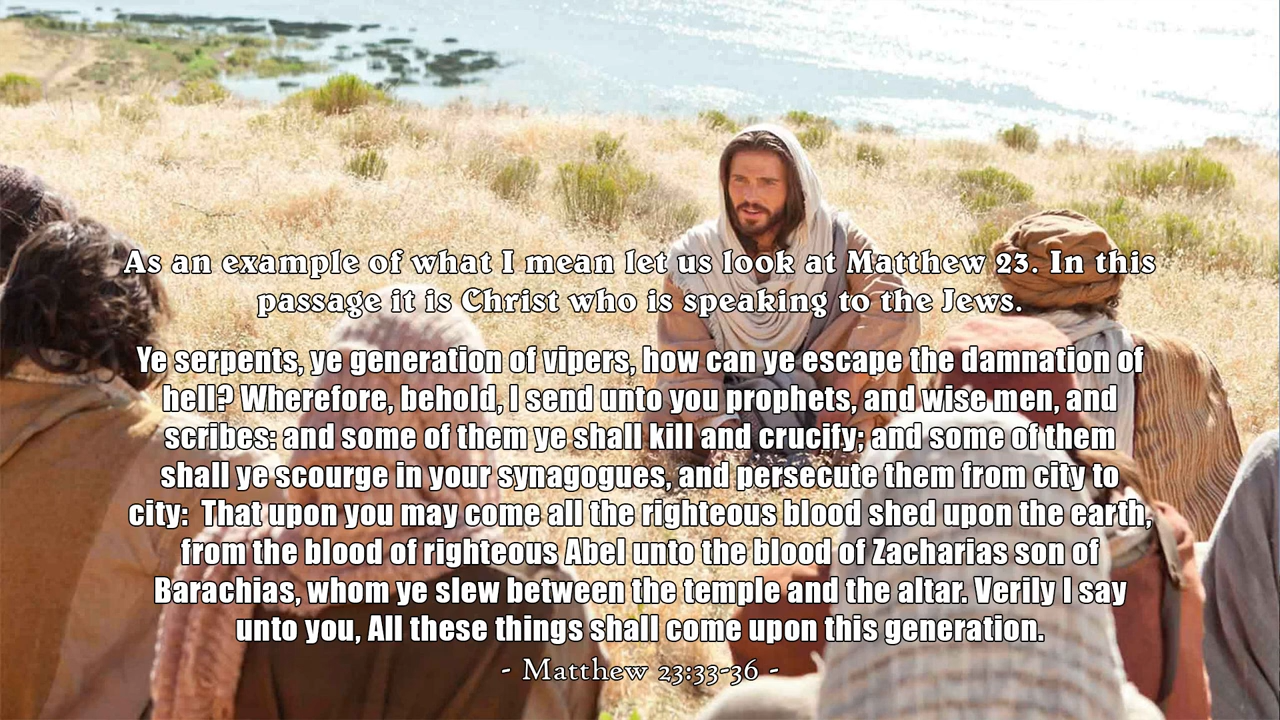 As an example of what I mean let us look at Matthew 23. In this
passage it is Christ who is speaking to the Jews.
Ye serpents, ye generation of vipers, how can ye escape the damnation of
hell? Wherefore, behold, I send unto you prophets, and wise men, and
scribes: and some of them ye shall kill and crucify; and some of them
shall ye scourge in your synagogues, and persecute them from city to
city:  That upon you may come all the righteous blood shed upon the earth,
from the blood of righteous Abel unto the blood of Zacharias son of
Barachias, whom ye slew between the temple and the altar. Verily I say
unto you, All these things shall come upon this generation.
- Matthew 23:33-36 -